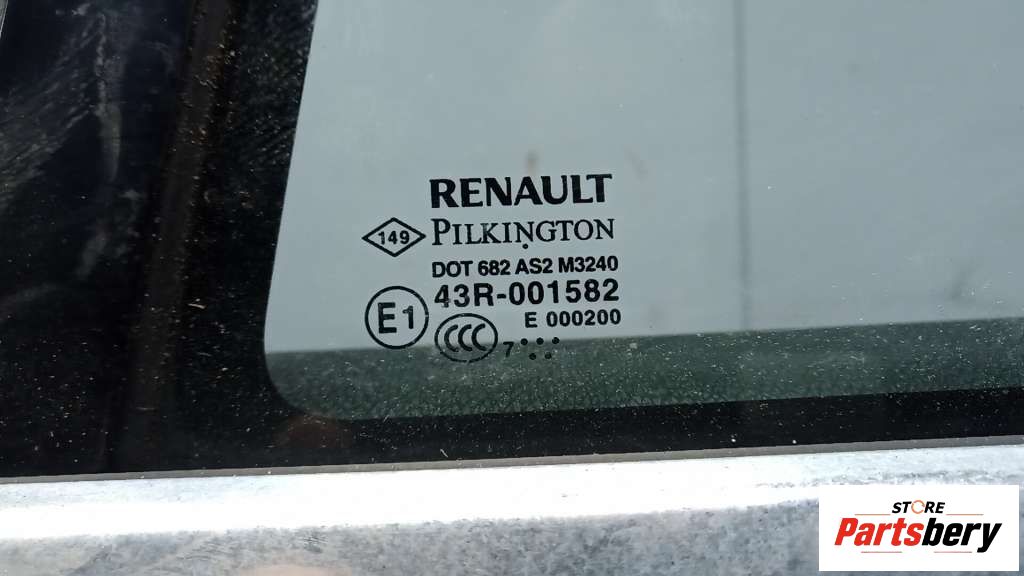 RENAULT
149 PILKINGTON
DOT 682 AS2 M3240
43R-001582
E1
E 000200
CCC
7
STORE
Partsbery